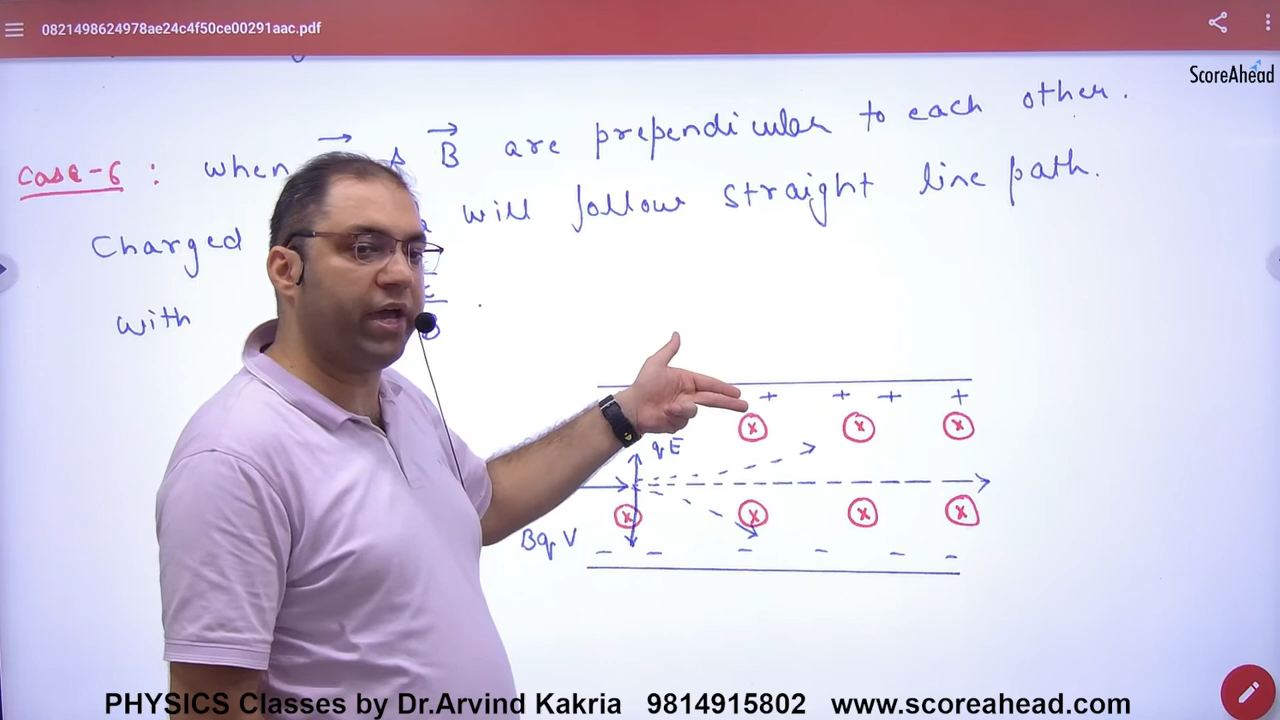 0821498624978ae24c4f50ce00291aac.pdf
ScoreAhead
Case-6 : when B are prependicular to each other.
Charged will follow straight line path.
with B .
+ + + +
x x x
qE
x x x x
BqV
- - - - - -
PHYSICS Classes by Dr.Arvind Kakria 9814915802 www.scoreahead.com